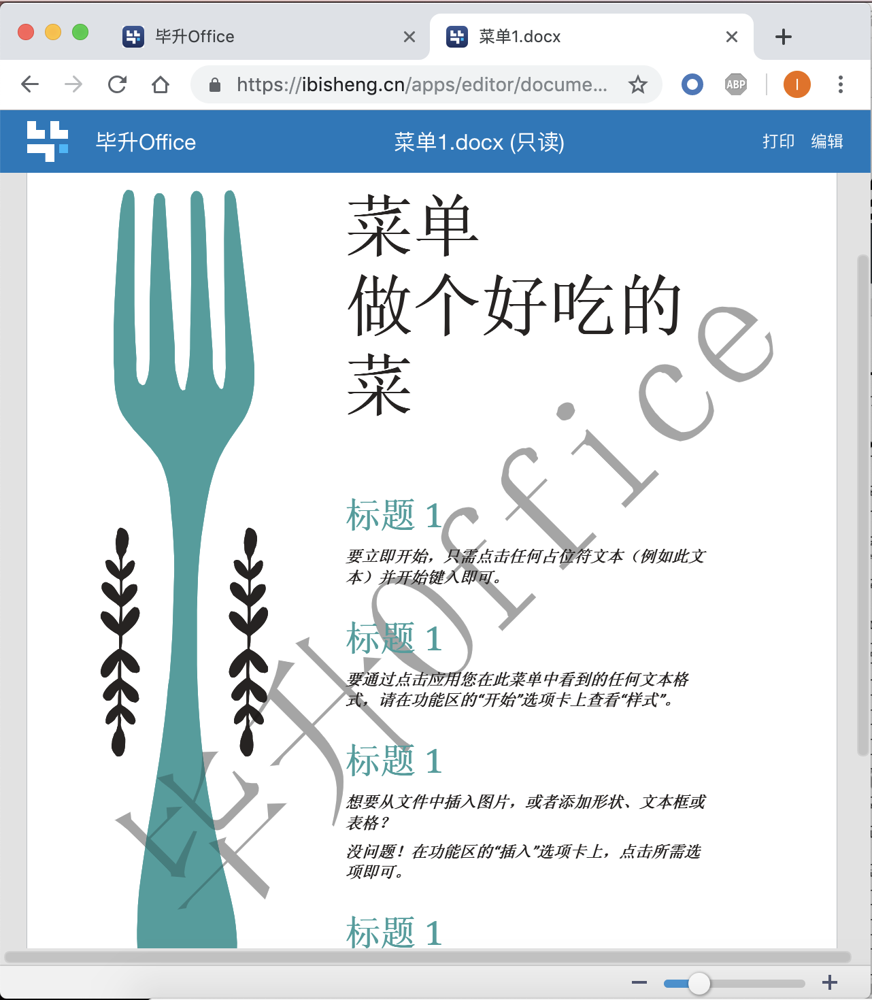 毕升Office
菜单1.docx
https://ibisheng.cn/apps/editor/docume...
ABP
I
毕升Office
菜单1.docx (只读)
打印
编辑
菜单
做个好吃的
菜
标题 1
要立即开始，只需点击任何占位符文本（例如此文
本）并开始键入即可。
标题 1
要通过点击应用您在此菜单中看到的任何文本格
式，请在功能区的“开始”选项卡上查看“样式”。
标题 1
想要从文件中插入图片，或者添加形状、文本框或
表格？
没问题！在功能区的“插入”选项卡上，点击所需选
项即可。
标题 1
毕升Office